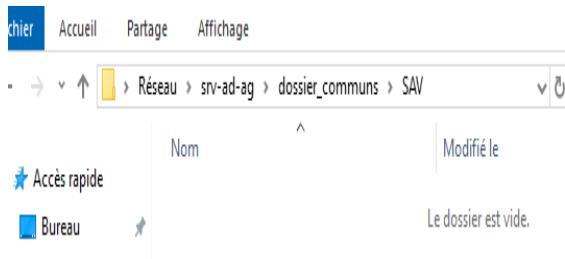 chier Accueil Partage Affichage
Réseau > srv-ad-ag > dossier_communs > SAV
Nom Modifié le
Accès rapide
Le dossier est vide.
Bureau